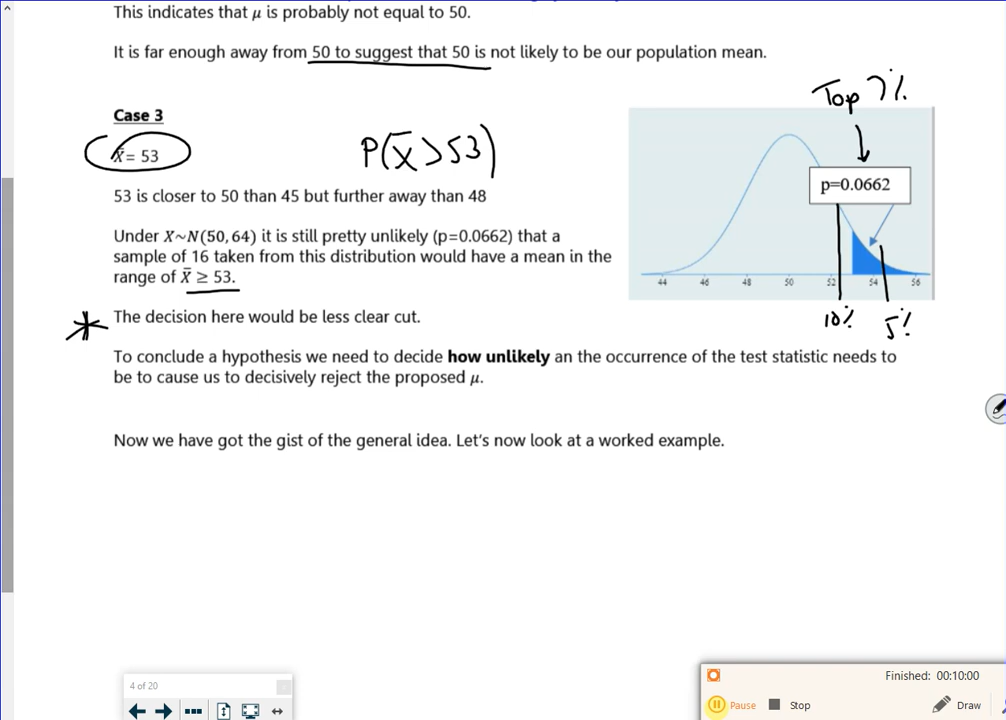 This indicates that μ is probably not equal to 50.
It is far enough away from 50 to suggest that 50 is not likely to be our population mean.
Top 7%
Case 3
X̄ = 53
P(X̄ > 53)
p=0.0662
53 is closer to 50 than 45 but further away than 48
Under X~N(50, 64) it is still pretty unlikely (p=0.0662) that a
sample of 16 taken from this distribution would have a mean in the
range of X̄ ≥ 53.
44 46 48 50 52 54 56
10% 5%
* The decision here would be less clear cut.
To conclude a hypothesis we need to decide how unlikely an the occurrence of the test statistic needs to
be to cause us to decisively reject the proposed μ.
Now we have got the gist of the general idea. Let's now look at a worked example.
4 of 20
Finished: 00:10:00
Pause Stop Draw